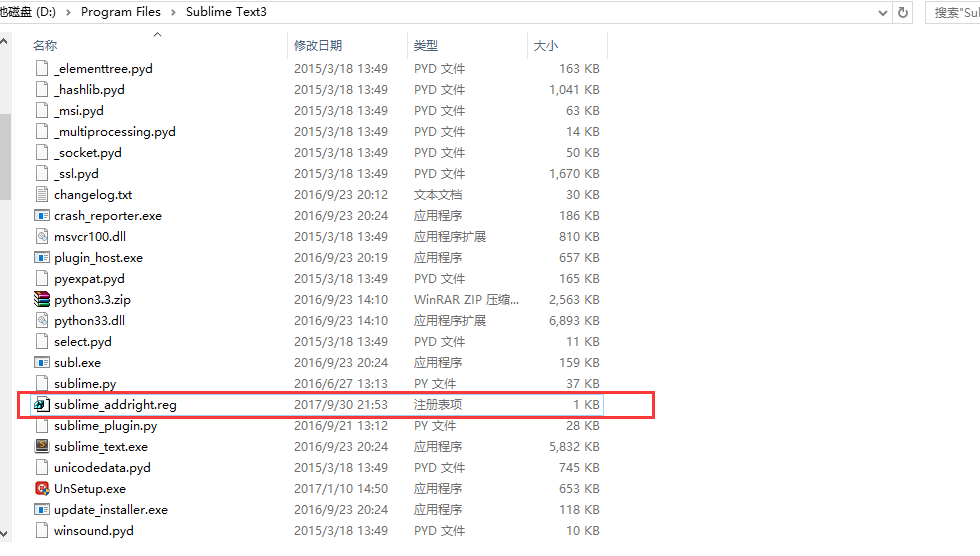 地磁盘 (D:) › Program Files › Sublime Text3 搜索"Su
名称 修改日期 类型 大小
_elementtree.pyd 2015/3/18 13:49 PYD 文件 163 KB
_hashlib.pyd 2015/3/18 13:49 PYD 文件 1,041 KB
_msi.pyd 2015/3/18 13:49 PYD 文件 63 KB
_multiprocessing.pyd 2015/3/18 13:49 PYD 文件 14 KB
_socket.pyd 2015/3/18 13:49 PYD 文件 50 KB
_ssl.pyd 2015/3/18 13:49 PYD 文件 1,670 KB
changelog.txt 2016/9/23 20:12 文本文档 30 KB
crash_reporter.exe 2016/9/23 20:24 应用程序 186 KB
msvcr100.dll 2015/3/18 13:49 应用程序扩展 810 KB
plugin_host.exe 2016/9/23 20:19 应用程序 657 KB
pyexpat.pyd 2015/3/18 13:49 PYD 文件 165 KB
python3.3.zip 2016/9/23 14:10 WinRAR ZIP 压缩... 2,563 KB
python33.dll 2016/9/23 14:10 应用程序扩展 6,893 KB
select.pyd 2015/3/18 13:49 PYD 文件 11 KB
subl.exe 2016/9/23 20:24 应用程序 159 KB
sublime.py 2016/6/27 13:13 PY 文件 37 KB
sublime_addright.reg 2017/9/30 21:53 注册表项 1 KB
sublime_plugin.py 2016/9/21 13:12 PY 文件 28 KB
sublime_text.exe 2016/9/23 20:24 应用程序 5,832 KB
unicodedata.pyd 2015/3/18 13:49 PYD 文件 745 KB
UnSetup.exe 2017/1/10 14:50 应用程序 653 KB
update_installer.exe 2016/9/23 20:24 应用程序 118 KB
winsound.pyd 2015/3/18 13:49 PYD 文件 10 KB